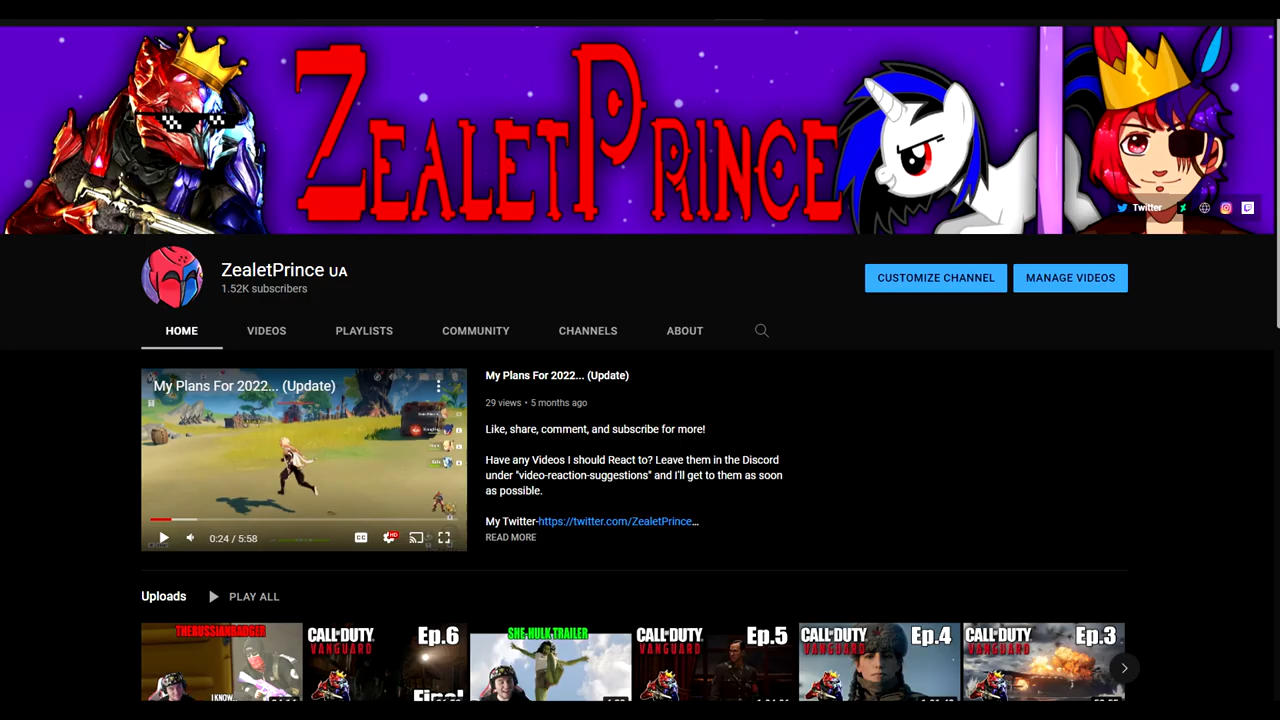 ZEALETPRINCE
Twitter
ZealetPrince UA
1.52K subscribers
CUSTOMIZE CHANNEL
MANAGE VIDEOS
HOME
VIDEOS
PLAYLISTS
COMMUNITY
CHANNELS
ABOUT
My Plans For 2022... (Update)
CC
HD
0:24 / 5:58
My Plans For 2022... (Update)
29 views • 5 months ago
Like, share, comment, and subscribe for more!
Have any Videos I should React to? Leave them in the Discord
under "video-reaction-suggestions" and I'll get to them as soon
as possible.
My Twitter-https://twitter.com/ZealetPrince...
READ MORE
Uploads
PLAY ALL
THERUSSIANBADGER
I KNOW...
CALL OF DUTY
VANGUARD
Ep.6
Final
SHE-HULK TRAILER
CALL OF DUTY
VANGUARD
Ep.5
CALL OF DUTY
VANGUARD
Ep.4
CALL OF DUTY
VANGUARD
Ep.3